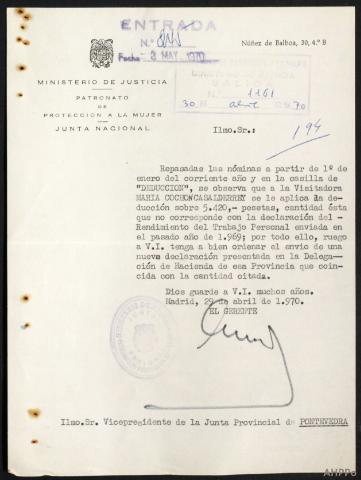 ENTRADA
N.º
Fecha 3 MAY 1970
Núñez de Balboa, 30, 4.º B
MINISTERIO DE JUSTICIA
PATRONATO
DE
PROTECCION A LA MUJER
JUNTA NACIONAL
SALIDA
N.º 1161
30 abril 1970
Ilmo.Sr.:
194
Repasadas las nóminas a partir de 1º de
enero del corriente año y en la casilla de
"DEDUCCION", se observa que a la Visitadora
MARIA COCHON CASALDERREY se le aplica la de-
ducción sobre 5.420,- pesetas, cantidad ésta
que no corresponde con la declaración del -
Rendimiento del Trabajo Personal enviada en
el pasado año de 1.969; por todo ello, ruego
a V.I. tenga a bien ordenar el envio de una
nueva declaración presentada en la Delega-
ción de Hacienda de esa Provincia que coin-
cida con la cantidad citada.
Dios guarde a V.I. muchos años.
Madrid, 29 de abril de 1.970.
EL GERENTE
Ilmo.Sr. Vicepresidente de la Junta Provincial de PONTEVEDRA
AHPPo